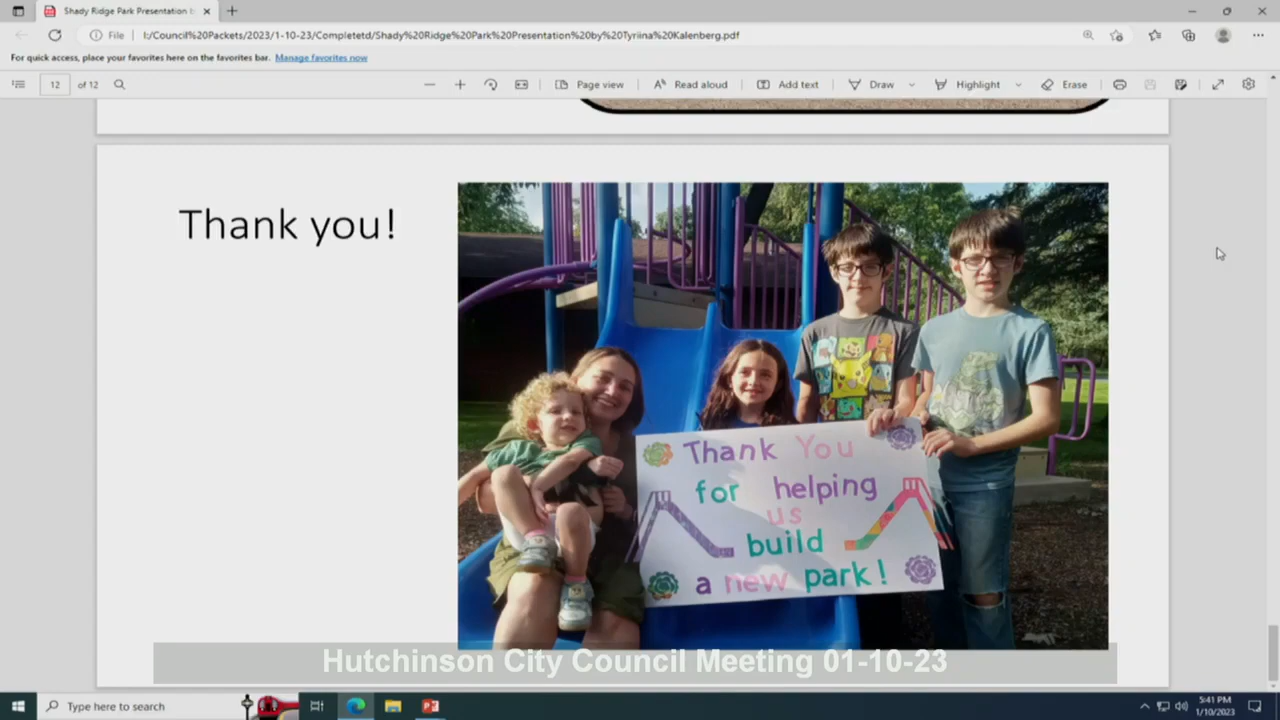 Shady Ridge Park Presentation b
File
I:/Council%20Packets/2023/1-10-23/Completetd/Shady%20Ridge%20Park%20Presentation%20by%20Tyriina%20Kalenberg.pdf
For quick access, place your favorites here on the favorites bar. Manage favorites now
12 of 12
Page view
Read aloud
Add text
Draw
Highlight
Erase
Thank you!
Thank You
for helping
us
build
a new park!
Hutchinson City Council Meeting 01-10-23
Type here to search
5:41 PM
1/10/2023